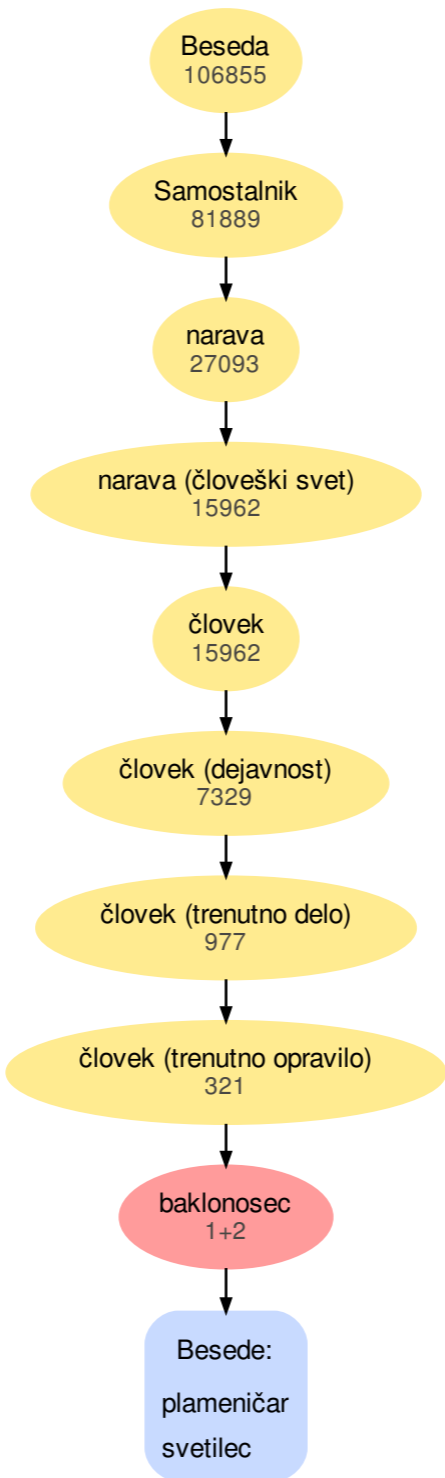 Beseda
106855
Samostalnik
81889
narava
27093
narava (človeški svet)
15962
človek
15962
človek (dejavnost)
7329
človek (trenutno delo)
977
človek (trenutno opravilo)
321
baklonosec
1+2
Besede:
plameničar
svetilec